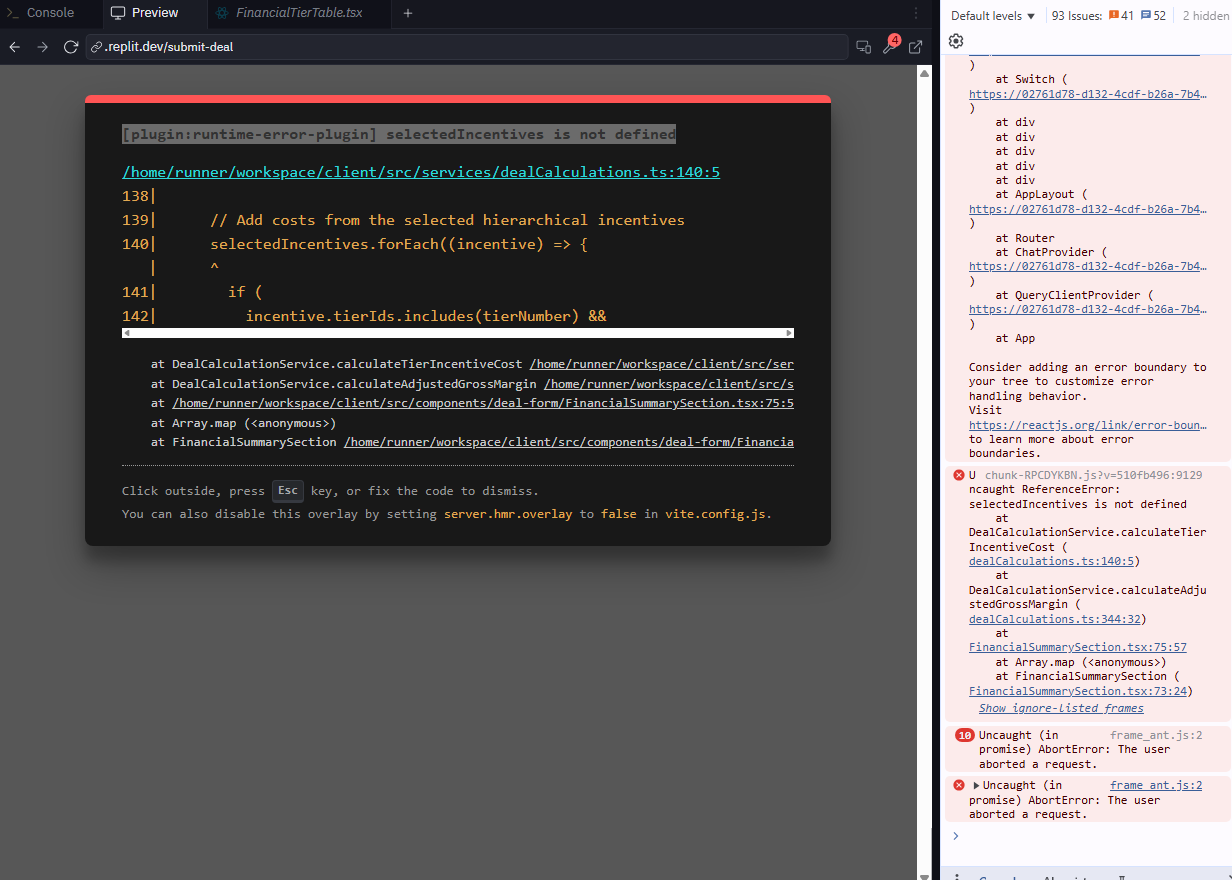 Console
Preview
FinancialTierTable.tsx
.replit.dev/submit-deal
4
[plugin:runtime-error-plugin] selectedIncentives is not defined
/home/runner/workspace/client/src/services/dealCalculations.ts:140:5
138|
139|      // Add costs from the selected hierarchical incentives
140|      selectedIncentives.forEach((incentive) => {
   |      ^
141|        if (
142|          incentive.tierIds.includes(tierNumber) &&
at DealCalculationService.calculateTierIncentiveCost /home/runner/workspace/client/src/ser
at DealCalculationService.calculateAdjustedGrossMargin /home/runner/workspace/client/src/s
at /home/runner/workspace/client/src/components/deal-form/FinancialSummarySection.tsx:75:5
at Array.map (<anonymous>)
at FinancialSummarySection /home/runner/workspace/client/src/components/deal-form/Financia
Click outside, press Esc key, or fix the code to dismiss.
You can also disable this overlay by setting server.hmr.overlay to false in vite.config.js.
Default levels ▼ 93 Issues: 41 52 2 hidden
)
at Switch (
https://02761d78-d132-4cdf-b26a-7b4…
)
at div
at div
at div
at div
at div
at AppLayout (
https://02761d78-d132-4cdf-b26a-7b4…
)
at Router
at ChatProvider (
https://02761d78-d132-4cdf-b26a-7b4…
)
at QueryClientProvider (
https://02761d78-d132-4cdf-b26a-7b4…
)
at App
Consider adding an error boundary to
your tree to customize error
handling behavior.
Visit
https://reactjs.org/link/error-boun…
to learn more about error
boundaries.
U chunk-RPCDYKBN.js?v=510fb496:9129
ncaught ReferenceError:
selectedIncentives is not defined
at
DealCalculationService.calculateTier
IncentiveCost (
dealCalculations.ts:140:5)
at
DealCalculationService.calculateAdju
stedGrossMargin (
dealCalculations.ts:344:32)
at
FinancialSummarySection.tsx:75:57
at Array.map (<anonymous>)
at FinancialSummarySection (
FinancialSummarySection.tsx:73:24)
Show ignore-listed frames
10 Uncaught (in frame_ant.js:2
promise) AbortError: The user
aborted a request.
Uncaught (in frame_ant.js:2
promise) AbortError: The user
aborted a request.